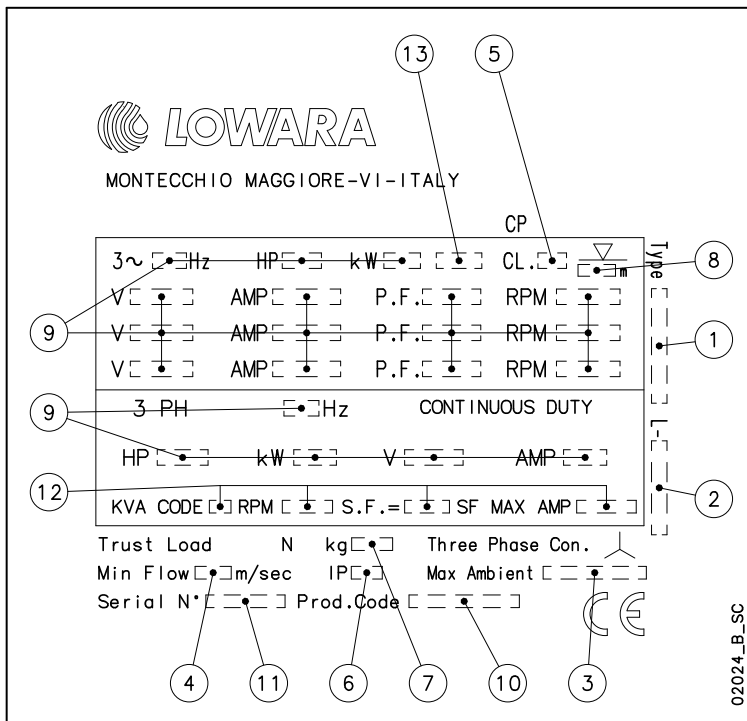 13 5
LOWARA
MONTECCHIO MAGGIORE-VI-ITALY
CP
3~ Hz HP kW CL. m
Type
8
V AMP P.F. RPM
9
V AMP P.F. RPM
1
V AMP P.F. RPM
9
3 PH Hz CONTINUOUS DUTY
L-
HP kW V AMP
12
2
KVA CODE RPM S.F.= SF MAX AMP
Trust Load N kg Three Phase Con.
Min Flow m/sec IP Max Ambient
Serial N° Prod.Code CE
4 11 6 7 10 3
02024_B_SC